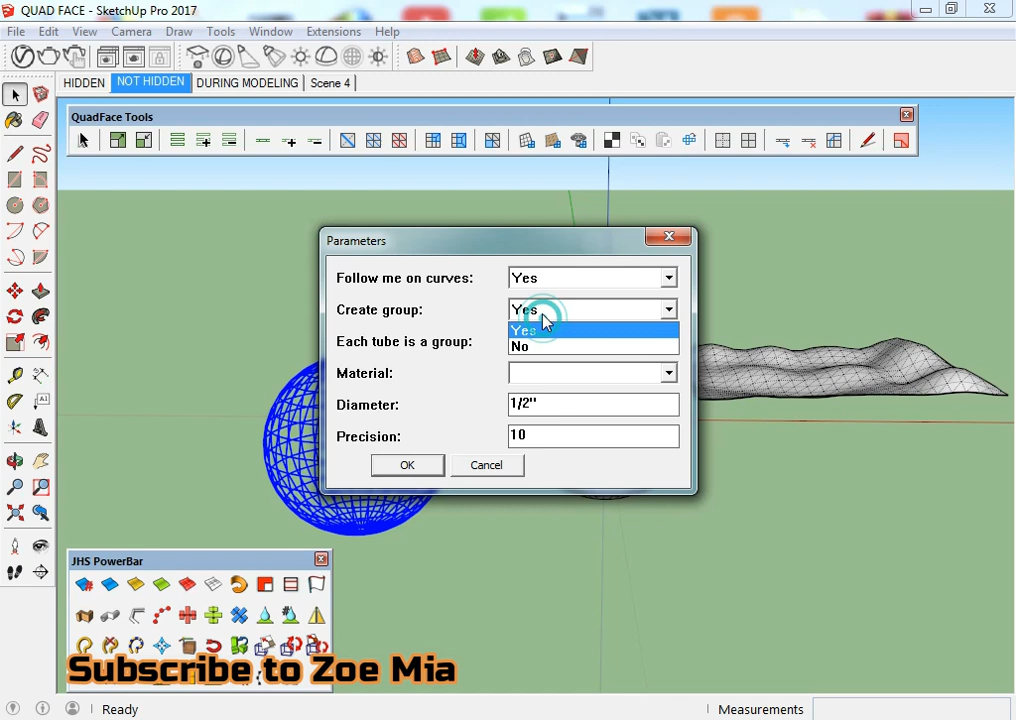 QUAD FACE - SketchUp Pro 2017
File Edit View Camera Draw Tools Window Extensions Help
HIDDEN NOT HIDDEN DURING MODELING Scene 4
QuadFace Tools
Parameters
Follow me on curves: Yes
Create group: Yes
Yes
No
Each tube is a group:
Material:
Diameter: 1/2"
Precision: 10
OK Cancel
JHS PowerBar
Subscribe to Zoe Mia
Ready Measurements